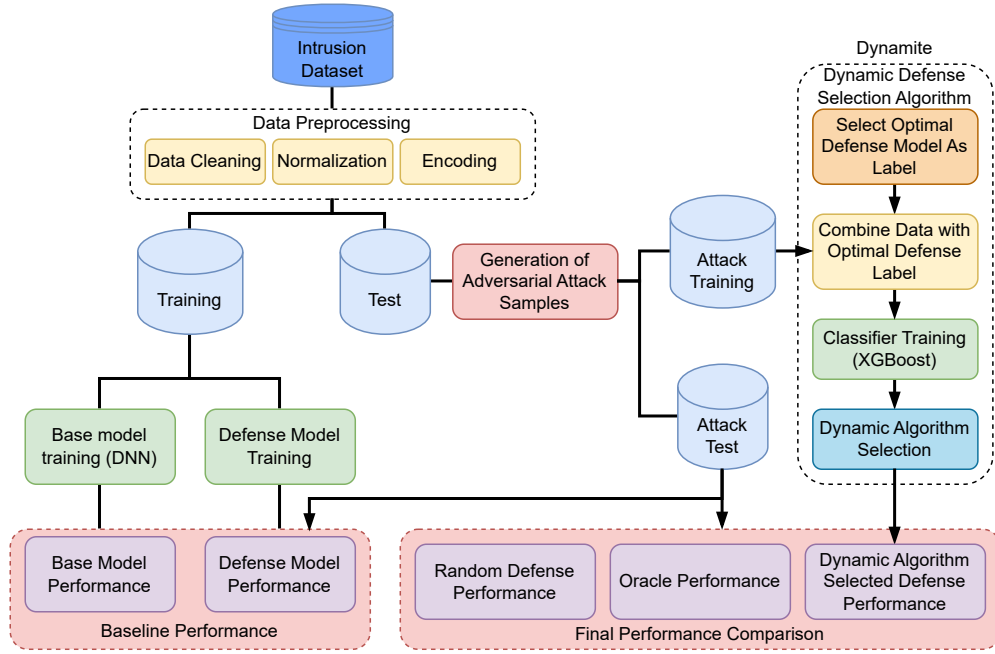 Intrusion
Dataset
Data Preprocessing
Data Cleaning
Normalization
Encoding
Training
Test
Generation of
Adversarial Attack
Samples
Attack
Training
Attack
Test
Dynamite
Dynamic Defense
Selection Algorithm
Select Optimal
Defense Model As
Label
Combine Data with
Optimal Defense
Label
Classifier Training
(XGBoost)
Dynamic Algorithm
Selection
Base model
training (DNN)
Defense Model
Training
Base Model
Performance
Defense Model
Performance
Baseline Performance
Random Defense
Performance
Oracle Performance
Dynamic Algorithm
Selected Defense
Performance
Final Performance Comparison